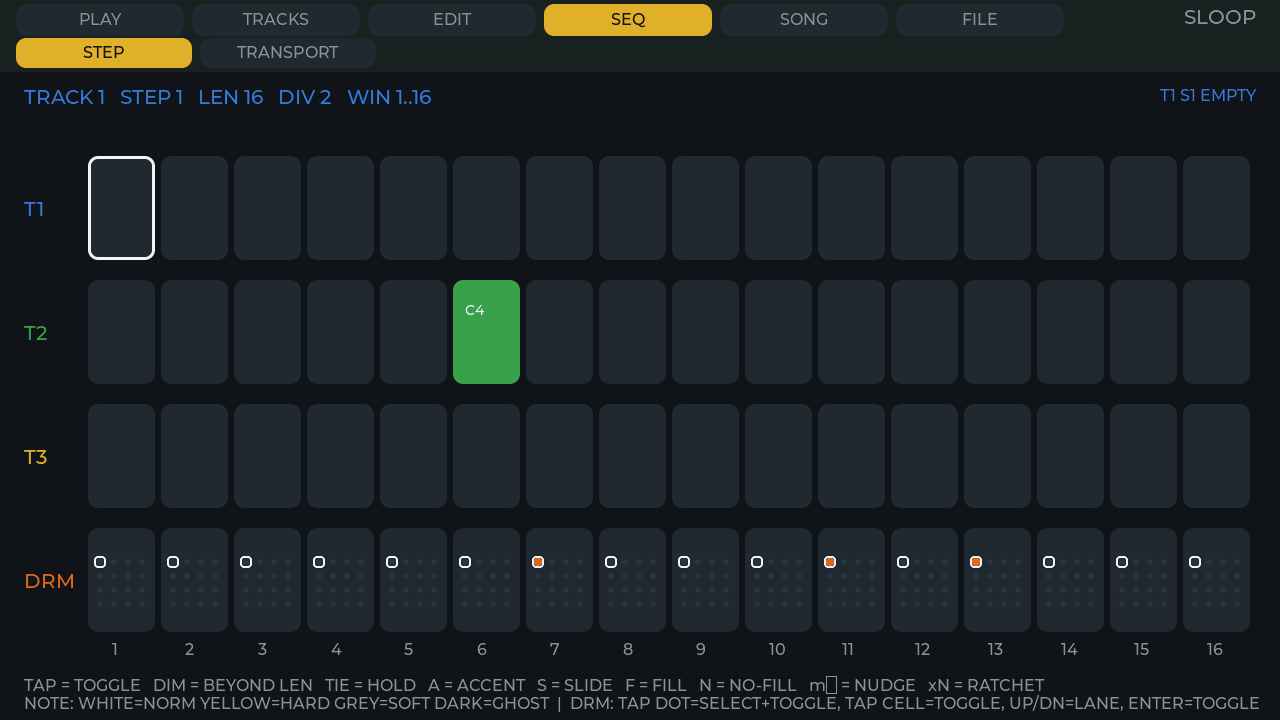 PLAY TRACKS EDIT SEQ SONG FILE SLOOP
STEP TRANSPORT
TRACK 1 STEP 1 LEN 16 DIV 2 WIN 1..16 T1 S1 EMPTY
T1
T2 C4
T3
DRM
1 2 3 4 5 6 7 8 9 10 11 12 13 14 15 16
TAP = TOGGLE DIM = BEYOND LEN TIE = HOLD A = ACCENT S = SLIDE F = FILL N = NO-FILL m▯ = NUDGE xN = RATCHET
NOTE: WHITE=NORM YELLOW=HARD GREY=SOFT DARK=GHOST | DRM: TAP DOT=SELECT+TOGGLE, TAP CELL=TOGGLE, UP/DN=LANE, ENTER=TOGGLE